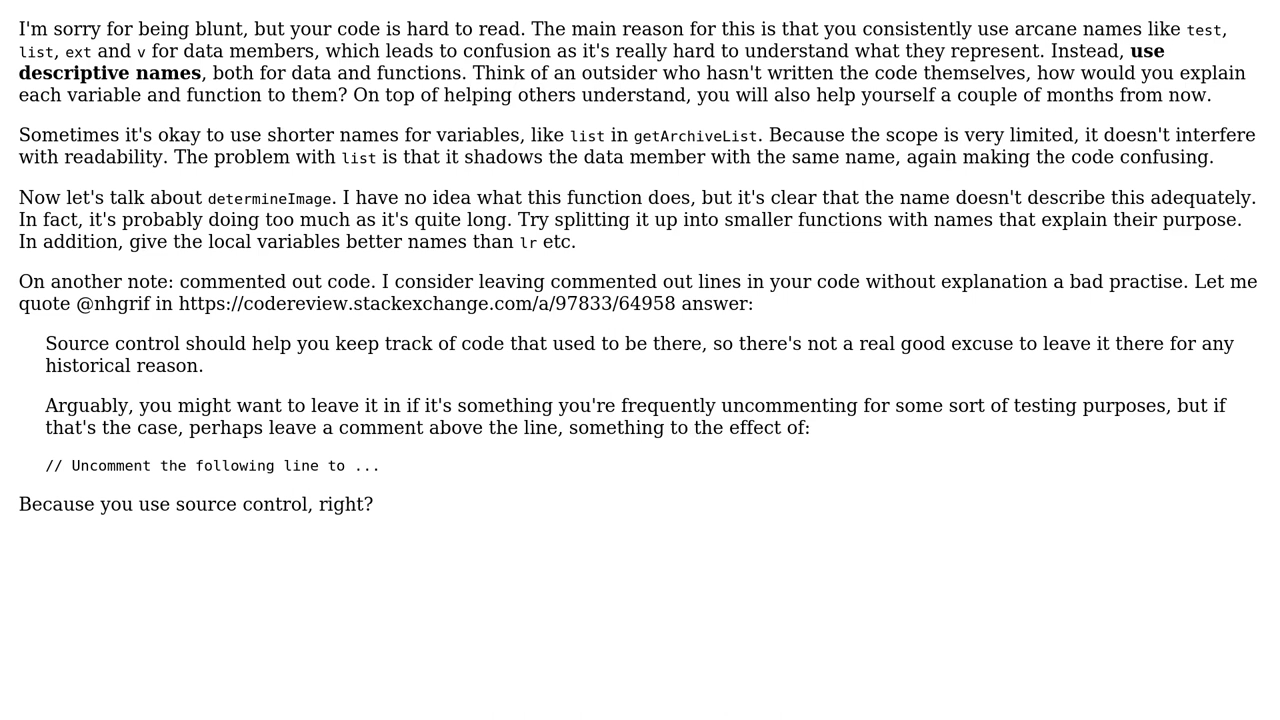 I'm sorry for being blunt, but your code is hard to read. The main reason for this is that you consistently use arcane names like test,
list, ext and v for data members, which leads to confusion as it's really hard to understand what they represent. Instead, use
descriptive names, both for data and functions. Think of an outsider who hasn't written the code themselves, how would you explain
each variable and function to them? On top of helping others understand, you will also help yourself a couple of months from now.
Sometimes it's okay to use shorter names for variables, like list in getArchiveList. Because the scope is very limited, it doesn't interfere
with readability. The problem with list is that it shadows the data member with the same name, again making the code confusing.
Now let's talk about determineImage. I have no idea what this function does, but it's clear that the name doesn't describe this adequately.
In fact, it's probably doing too much as it's quite long. Try splitting it up into smaller functions with names that explain their purpose.
In addition, give the local variables better names than lr etc.
On another note: commented out code. I consider leaving commented out lines in your code without explanation a bad practise. Let me
quote @nhgrif in https://codereview.stackexchange.com/a/97833/64958 answer:
Source control should help you keep track of code that used to be there, so there's not a real good excuse to leave it there for any
historical reason.
Arguably, you might want to leave it in if it's something you're frequently uncommenting for some sort of testing purposes, but if
that's the case, perhaps leave a comment above the line, something to the effect of:
// Uncomment the following line to ...
Because you use source control, right?